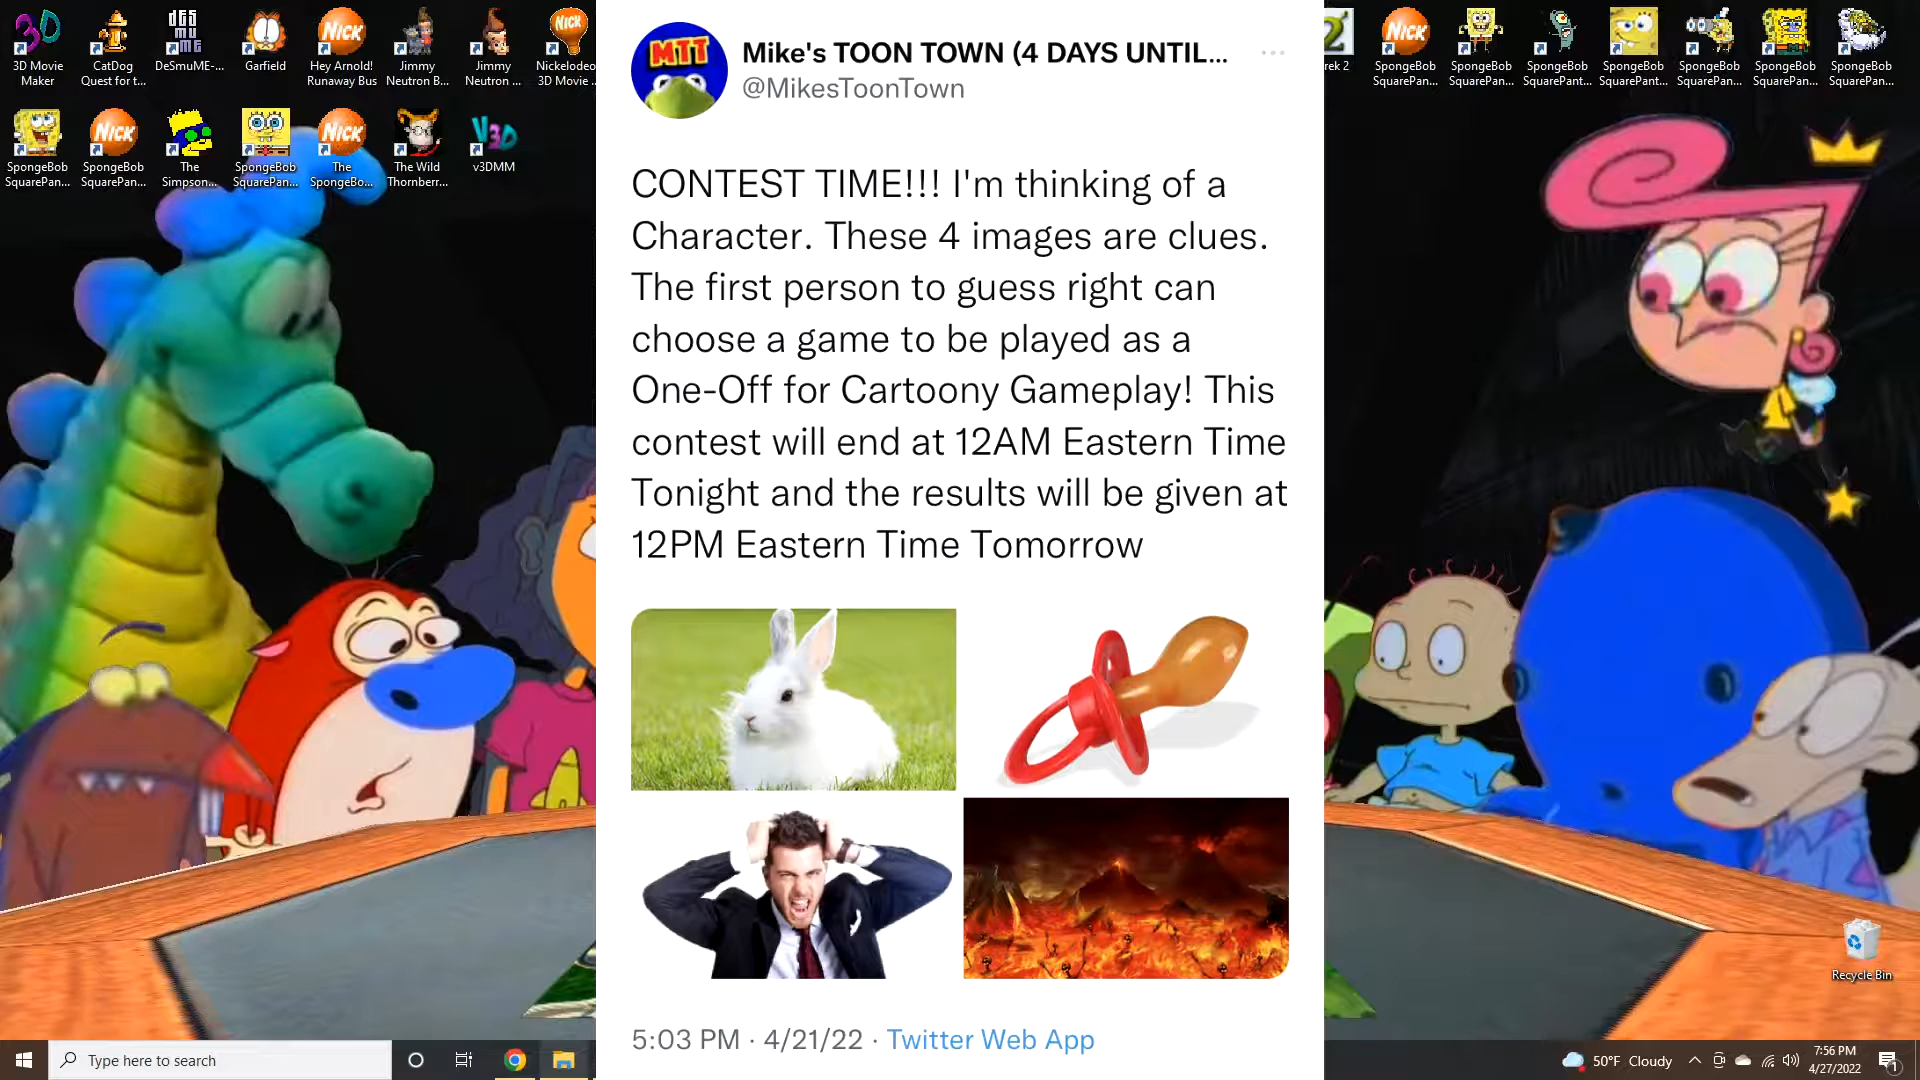 3D Movie Maker
CatDog Quest for t...
DeSmuME-...
Garfield
Hey Arnold! Runaway Bus
Jimmy Neutron B...
Jimmy Neutron ...
Nickelodeo 3D Movie ...
SpongeBob SquarePan...
SpongeBob SquarePan...
The Simpson...
SpongeBob SquarePan...
The SpongeBo...
The Wild Thornberr...
v3DMM
MTT
Mike's TOON TOWN (4 DAYS UNTIL...
@MikesToonTown
CONTEST TIME!!! I'm thinking of a
Character. These 4 images are clues.
The first person to guess right can
choose a game to be played as a
One-Off for Cartoony Gameplay! This
contest will end at 12AM Eastern Time
Tonight and the results will be given at
12PM Eastern Time Tomorrow
5:03 PM · 4/21/22 · Twitter Web App
rek 2
SpongeBob SquarePan...
SpongeBob SquarePan...
SpongeBob SquarePant...
SpongeBob SquarePant...
SpongeBob SquarePan...
SpongeBob SquarePan...
SpongeBob SquarePan...
Recycle Bin
Type here to search
50°F Cloudy
7:56 PM
4/27/2022
1